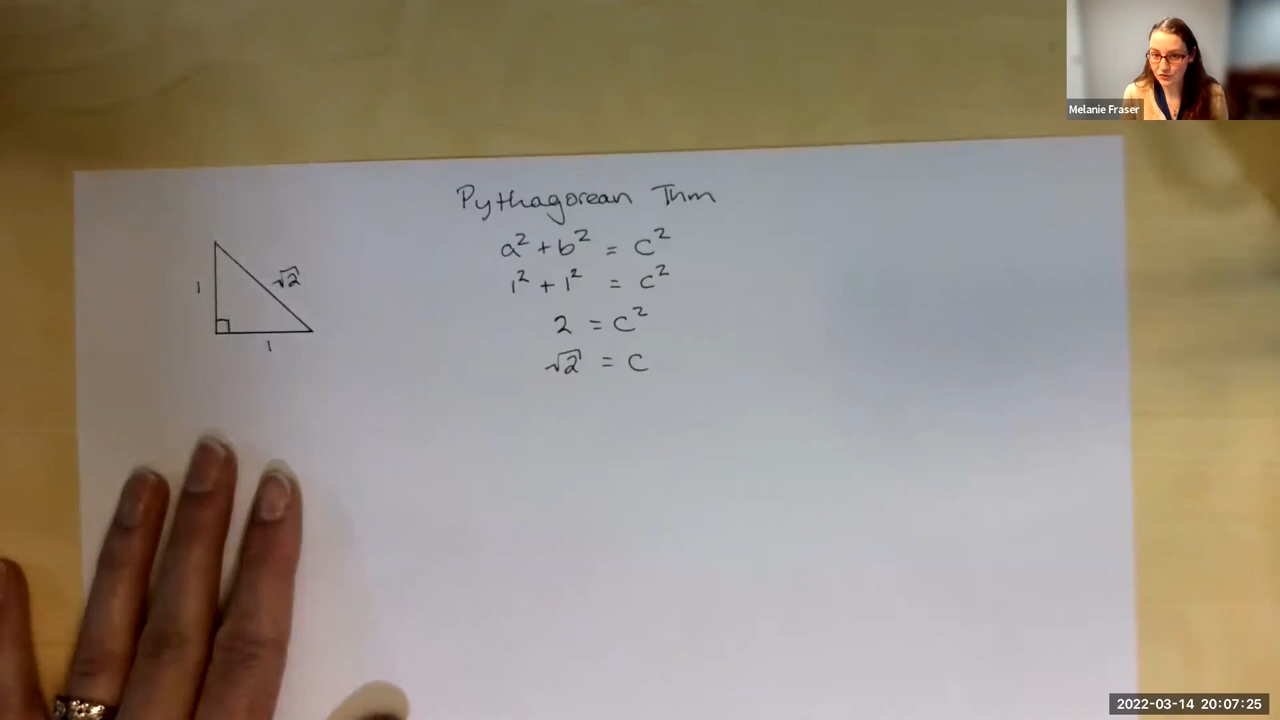 Melanie Fraser
Pythagorean Thm
a² + b² = c²
1² + 1² = c²
2 = c²
√2 = c
1
√2
1
2022-03-14 20:07:25